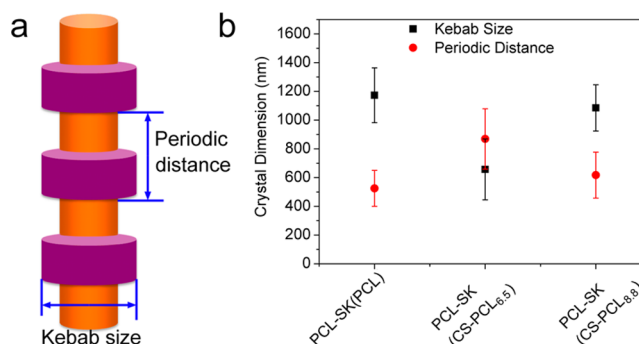 a
Periodic
distance
Kebab size
b
Kebab Size
Periodic Distance
Crystal Dimension (nm)
1600
1400
1200
1000
800
600
400
200
0
PCL-SK(PCL)
PCL-SK
(CS-PCL6.5)
PCL-SK
(CS-PCL8.8)